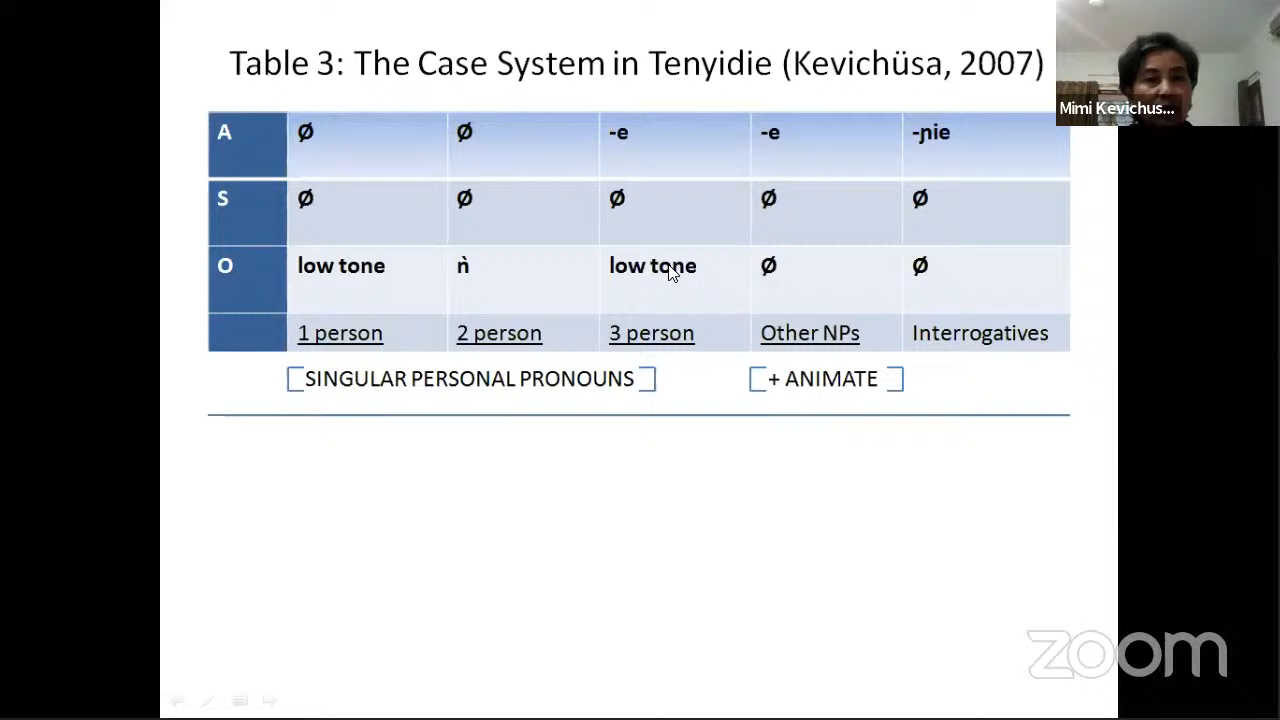 Table 3: The Case System in Tenyidie (Kevichüsa, 2007)
Mimi Kevichus...
A Ø Ø -e -e -ɲie
S Ø Ø Ø Ø Ø
O low tone ǹ low tone Ø Ø
1 person 2 person 3 person Other NPs Interrogatives
[SINGULAR PERSONAL PRONOUNS] [+ ANIMATE]
zoom